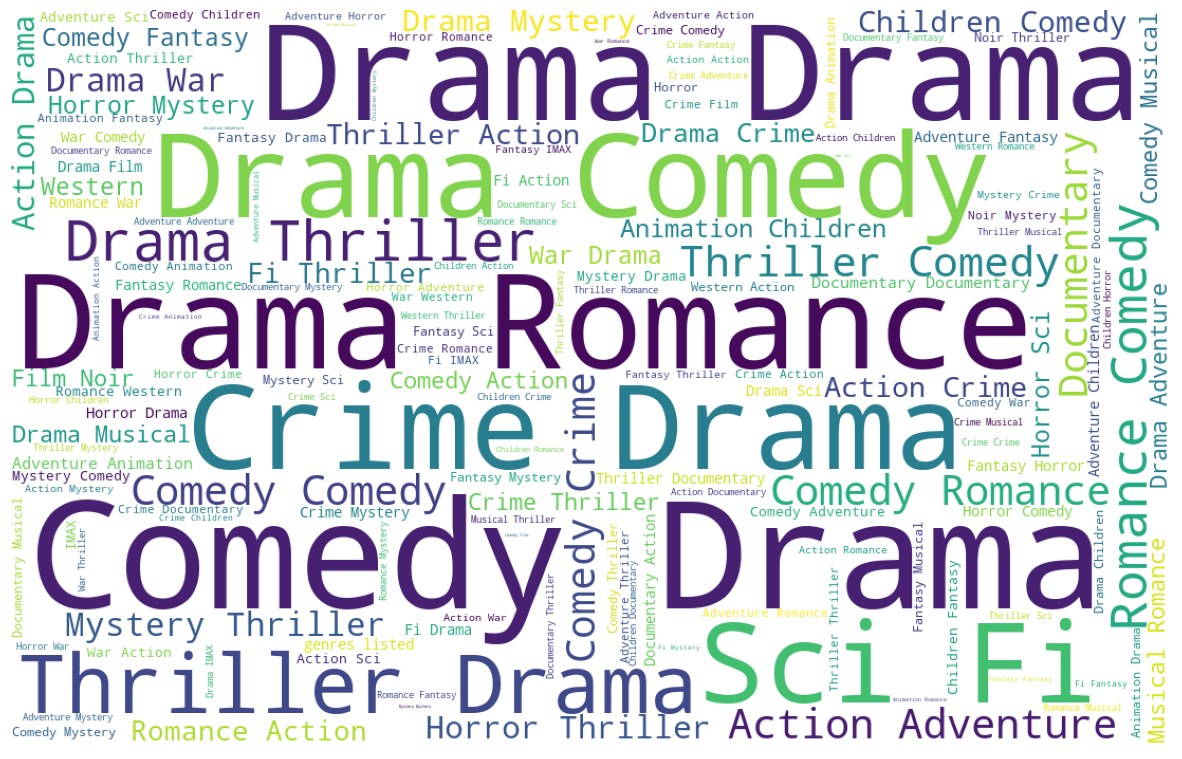 Adventure Sci
Comedy Children
Adventure Horror
Drama Mystery
Adventure Action
Children Comedy
Comedy Fantasy
Horror Romance
War Romance
Crime Comedy
Crime Fantasy
Documentary Fantasy
Noir Thriller
Action Drama
Action Thriller
Drama Drama
Action Action
Drama War
Horror
Crime Adventure
Drama Animation
Comedy Musical
Children Mystery
Horror Mystery
Crime Film
Animation Fantasy
War Comedy
Fantasy Drama
Thriller Action
Drama Crime
Action Children
Adventure Fantasy
Western Romance
Documentary Romance
Fantasy IMAX
Drama Comedy
Drama Film
Western
Fi Action
Adventure Musical
Romance War
Documentary Sci
Mystery Crime
Noir Mystery
Adventure Adventure
Romance Romance
Thriller Musical
Documentary
Adventure Documentary
Drama Thriller
Animation Children
War Drama
Thriller Comedy
Comedy Animation
Fi Thriller
Children Action
Mystery Drama
Children Horror
Fantasy Romance
Documentary Mystery
Horror Adventure
Thriller Romance
Western Action
Documentary Documentary
Animation Action
War Western
Thriller Fantasy
Drama Romance
Crime Animation
Western Thriller
Fantasy Sci
Crime Romance
Fi IMAX
Romance Comedy
Drama Adventure
Adventure Children
Horror Sci
Film Noir
Horror Crime
Mystery Sci
Comedy Action
Fantasy Thriller
Crime Action
Action Crime
Romance Western
Crime Sci
Children Crime
Drama Sci
Horror Children
Comedy War
Horror Drama
Crime Drama
Crime Musical
Drama Musical
Thriller Mystery
Children Romance
Crime Crime
Adventure Animation
Fantasy Horror
Mystery Comedy
Fantasy Mystery
Thriller Documentary
Action Mystery
Comedy Comedy
Comedy Crime
Action Documentary
Comedy Romance
Crime Thriller
Crime Documentary
Crime Mystery
Crime Children
Comedy Adventure
Horror Comedy
Documentary Musical
IMAX
War Thriller
Romance Mystery
Musical Thriller
Comedy Film
Comedy Drama
Comedy Thriller
Adventure Thriller
Children Documentary
Documentary Action
Action Romance
Fantasy Musical
Drama Children
Documentary Thriller
Thriller Thriller
Children Fantasy
Musical Romance
Mystery Thriller
Action War
Adventure Romance
Thriller Sci
Fi Drama
Horror War
War Action
genres listed
Fi Mystery
Sci Fi
Animation Drama
Action Sci
Drama IMAX
Thriller Drama
Fantasy Fantasy
Fi Fantasy
Romance Fantasy
Animation Romance
Mystery Mystery
Romance Musical
Adventure Mystery
Comedy Mystery
Romance Action
Horror Thriller
Action Adventure